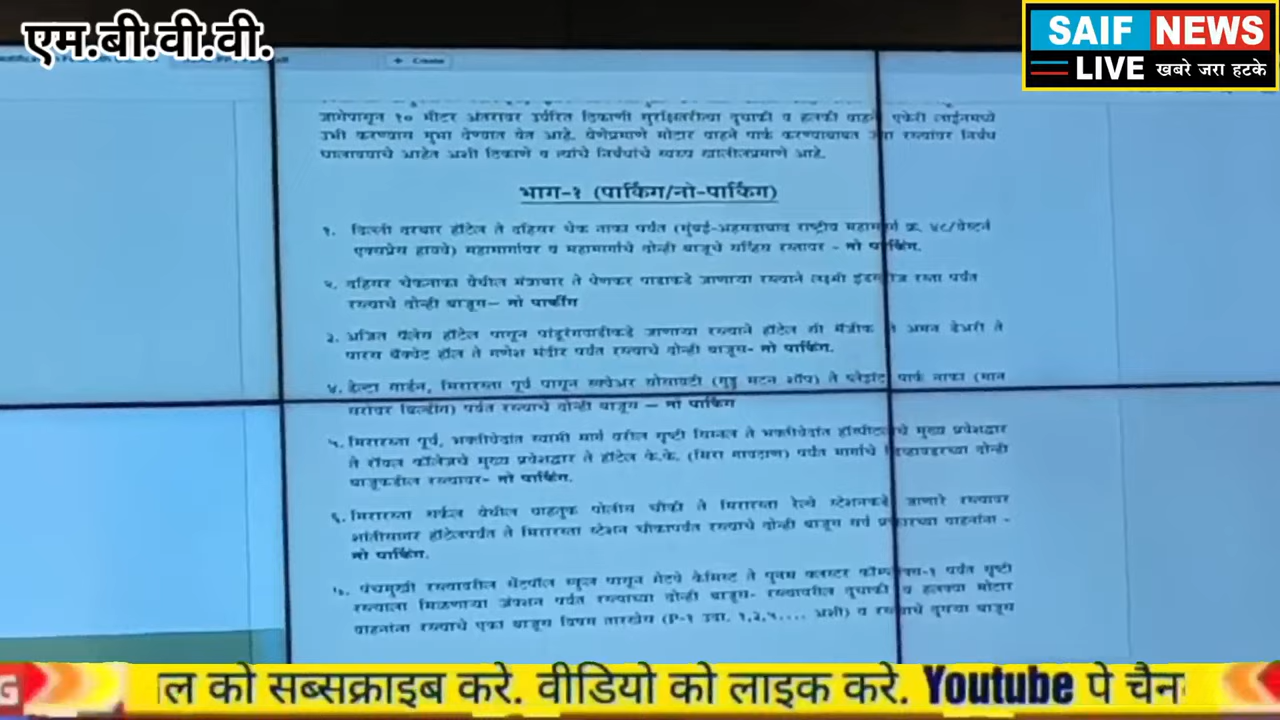 एम.बी.वी.वी.
SAIF NEWS
LIVE खबरे जरा हटके
+ Create
जागेपासून १० मीटर अंतरावर उर्वरित ठिकाणी सुरक्षितरीत्या दुचाकी व हलकी वाहने एकेरी लाईनमध्ये
उभी करण्यास मुभा देण्यात येत आहे. येणेप्रमाणे मोटार वाहने पार्क करण्याबाबत ज्या रस्त्यांवर निर्बंध
घालावयाचे आहेत अशी ठिकाणे व त्यांचे निर्बंधांचे स्वरुप खालीलप्रमाणे आहे.
भाग-१ (पार्किंग/नो-पार्किंग)
१. दिल्ली दरबार हॉटेल ते दहिसर चेक नाका पर्यंत (मुंबई-अहमदाबाद राष्ट्रीय महामार्ग क्र. ४८/वेस्टर्न
एक्सप्रेस हायवे) महामार्गावर व महामार्गाचे दोन्ही बाजूचे सर्व्हिस रस्तावर - नो पार्किंग.
२. दहिसर चेकनाका येथील मंत्राचार ते पेणकर पाडाकडे जाणाऱ्या रस्त्याने लक्ष्मी इंडस्ट्रीज रस्ता पर्यंत
रस्त्याचे दोन्ही बाजूस– नो पार्किंग
३. अजित पॅलेस हॉटेल पासून पांडुरंगवाडीकडे जाणाऱ्या रस्त्याने हॉटेल सी मॅजीक ते अमन डेअरी ते
पारस बँक्वेट हॉल ते गणेश मंदीर पर्यंत रस्त्याचे दोन्ही बाजूस- नो पार्किंग.
४. डेल्टा गार्डन, मिरारस्ता पूर्व पासून स्क्वेअर सोसायटी (गुड्डु मटन शॉप) ते प्लेझंट पार्क नाका (मान
सरोवर बिल्डींग) पर्यंत रस्त्याचे दोन्ही बाजूस – नो पार्किंग
५. मिरारस्ता पूर्व, भक्तीवेदांत स्वामी मार्ग वरील सृष्टी सिग्नल ते भक्तीवेदांत हॉस्पीटलचे मुख्य प्रवेशद्वार
ते रॉयल कॉलेजचे मुख्य प्रवेशद्वार ते हॉटेल के.के. (मिरा गावठाण) पर्यंत मार्गाचे डिव्हायडरच्या दोन्ही
बाजूकडील रस्त्यावर- नो पार्किंग.
६. मिरारस्ता सर्कल येथील वाहतुक पोलीस चौकी ते मिरारस्ता रेल्वे स्टेशनकडे जाणारे रस्त्यावर
शांतीसागर हॉटेलपर्यंत ते मिरारस्ता स्टेशन चौकापर्यंत रस्त्याचे दोन्ही बाजूस सर्व प्रकारच्या वाहनांना -
नो पार्किंग.
७. पंचमुखी रस्त्यावरील सेंटपॉल स्कूल पासून मेटपे केमिस्ट ते पुनम क्लस्टर कॉम्प्लेक्स-१ पर्यंत सृष्टी
रस्त्याला मिळणाऱ्या जंक्शन पर्यंत रस्त्याच्या दोन्ही बाजूस- रस्त्यावरील दुचाकी व हलक्या मोटार
वाहनांना रस्त्याचे एका बाजूस विषम तारखेस (P-१ उदा. १,३,५.... अशी) व रस्त्याचे दुसऱ्या बाजूस
ल को सब्सक्राइब करे. वीडियो को लाइक करे. Youtube पे चैन